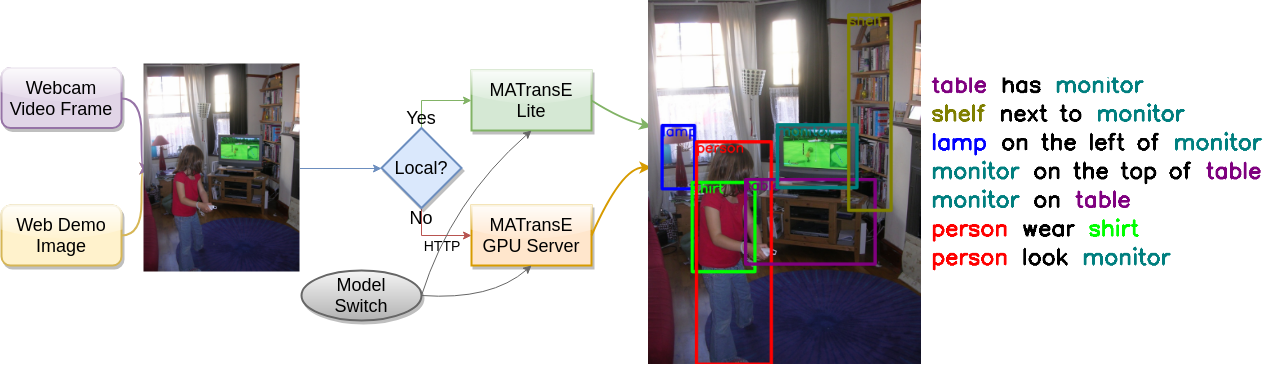 Webcam
Video Frame
Web Demo
Image
Local?
Yes
No
HTTP
Model
Switch
MATransE
Lite
MATransE
GPU Server
shelf
lamp
person
shirt
table has monitor
shelf next to monitor
lamp on the left of monitor
monitor on the top of table
monitor on table
person wear shirt
person look monitor